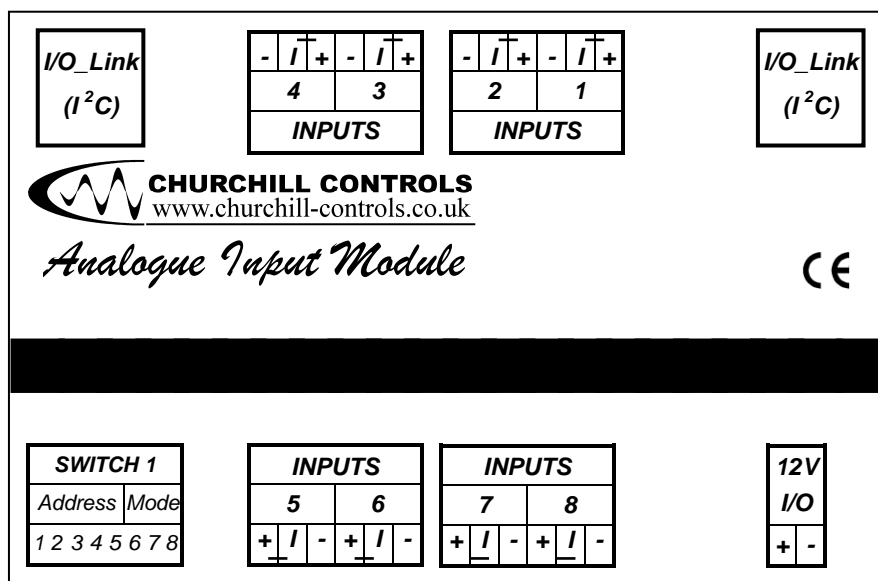 I/O_Link
(I²C)
- I + - I +
4 3
INPUTS
- I + - I +
2 1
INPUTS
I/O_Link
(I²C)
CHURCHILL CONTROLS
www.churchill-controls.co.uk
Analogue Input Module
CE
SWITCH 1
Address Mode
1 2 3 4 5 6 7 8
INPUTS
5 6
+ I - + I -
INPUTS
7 8
+ I - + I -
12V
I/O
+ -